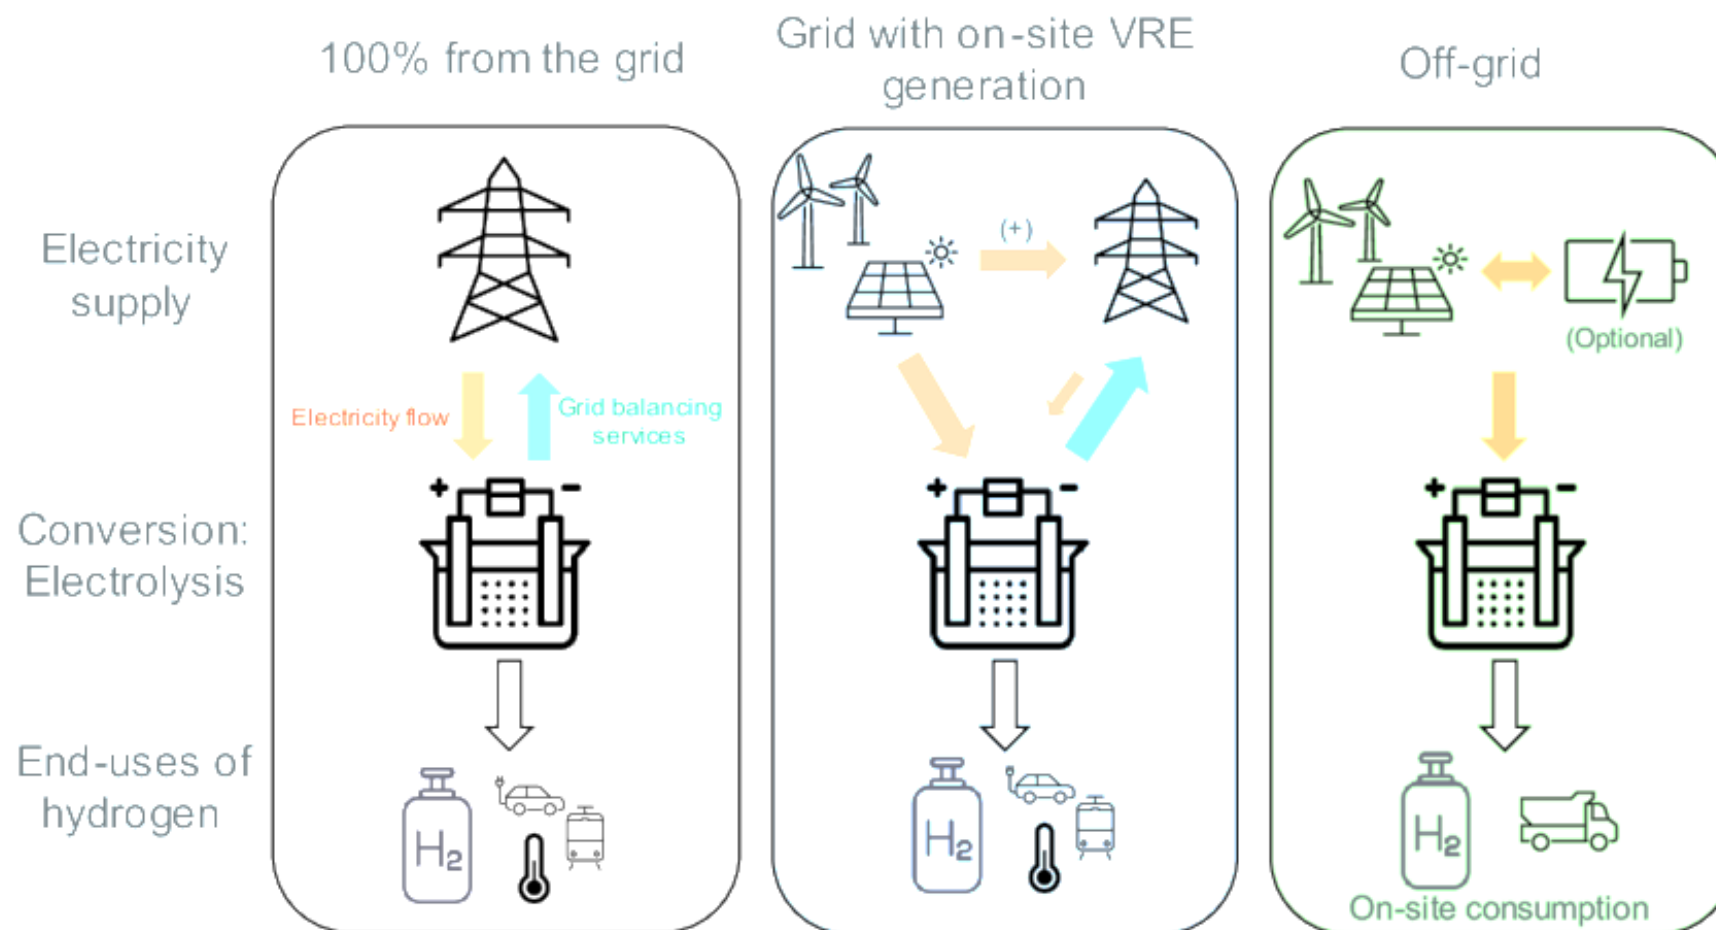 100% from the grid
Grid with on-site VRE
generation
Off-grid
Electricity
supply
(+)
(Optional)
Electricity flow
Grid balancing
services
Conversion:
Electrolysis
+ −
+ −
+ −
End-uses of
hydrogen
H2
H2
H2
On-site consumption